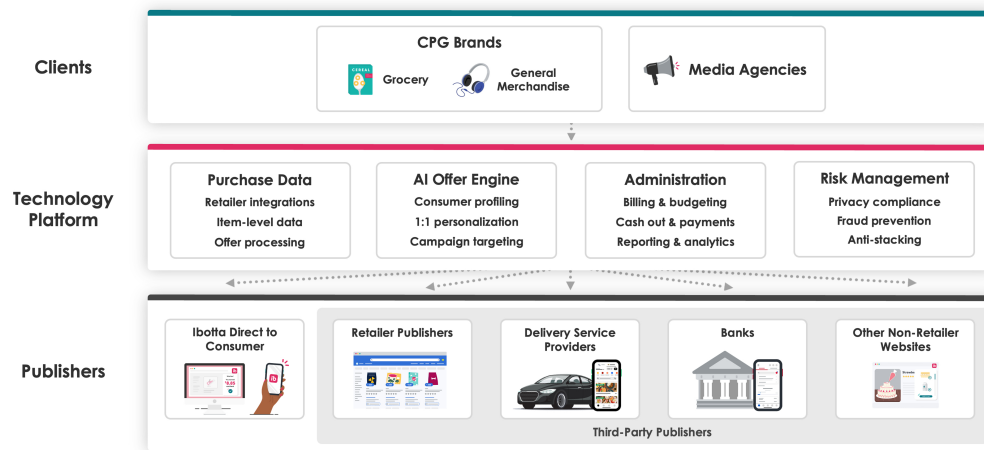 Clients
CPG Brands
CEREAL
Grocery
General
Merchandise
Media Agencies
Technology
Platform
Purchase Data
Retailer integrations
Item-level data
Offer processing
AI Offer Engine
Consumer profiling
1:1 personalization
Campaign targeting
Administration
Billing & budgeting
Cash out & payments
Reporting & analytics
Risk Management
Privacy compliance
Fraud prevention
Anti-stacking
Publishers
Ibotta Direct to
Consumer
Retailer Publishers
Delivery Service
Providers
Banks
Other Non-Retailer
Websites
Third-Party Publishers